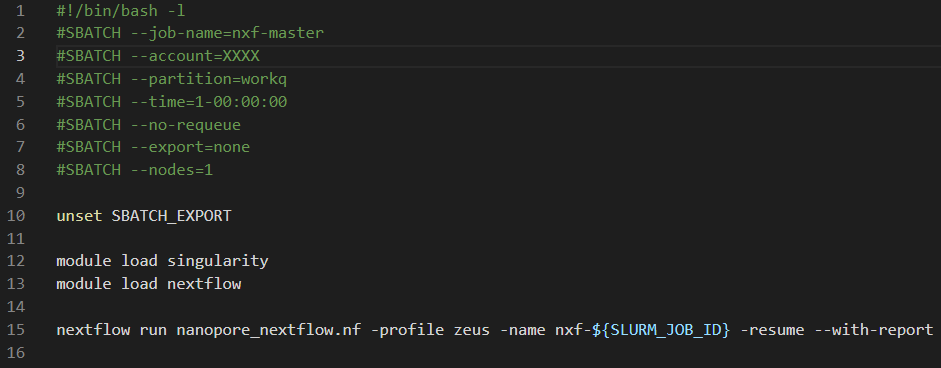 1 #!/bin/bash -l
2 #SBATCH --job-name=nxf-master
3 #SBATCH --account=XXXX
4 #SBATCH --partition=workq
5 #SBATCH --time=1-00:00:00
6 #SBATCH --no-requeue
7 #SBATCH --export=none
8 #SBATCH --nodes=1
9
10 unset SBATCH_EXPORT
11
12 module load singularity
13 module load nextflow
14
15 nextflow run nanopore_nextflow.nf -profile zeus -name nxf-${SLURM_JOB_ID} -resume --with-report
16